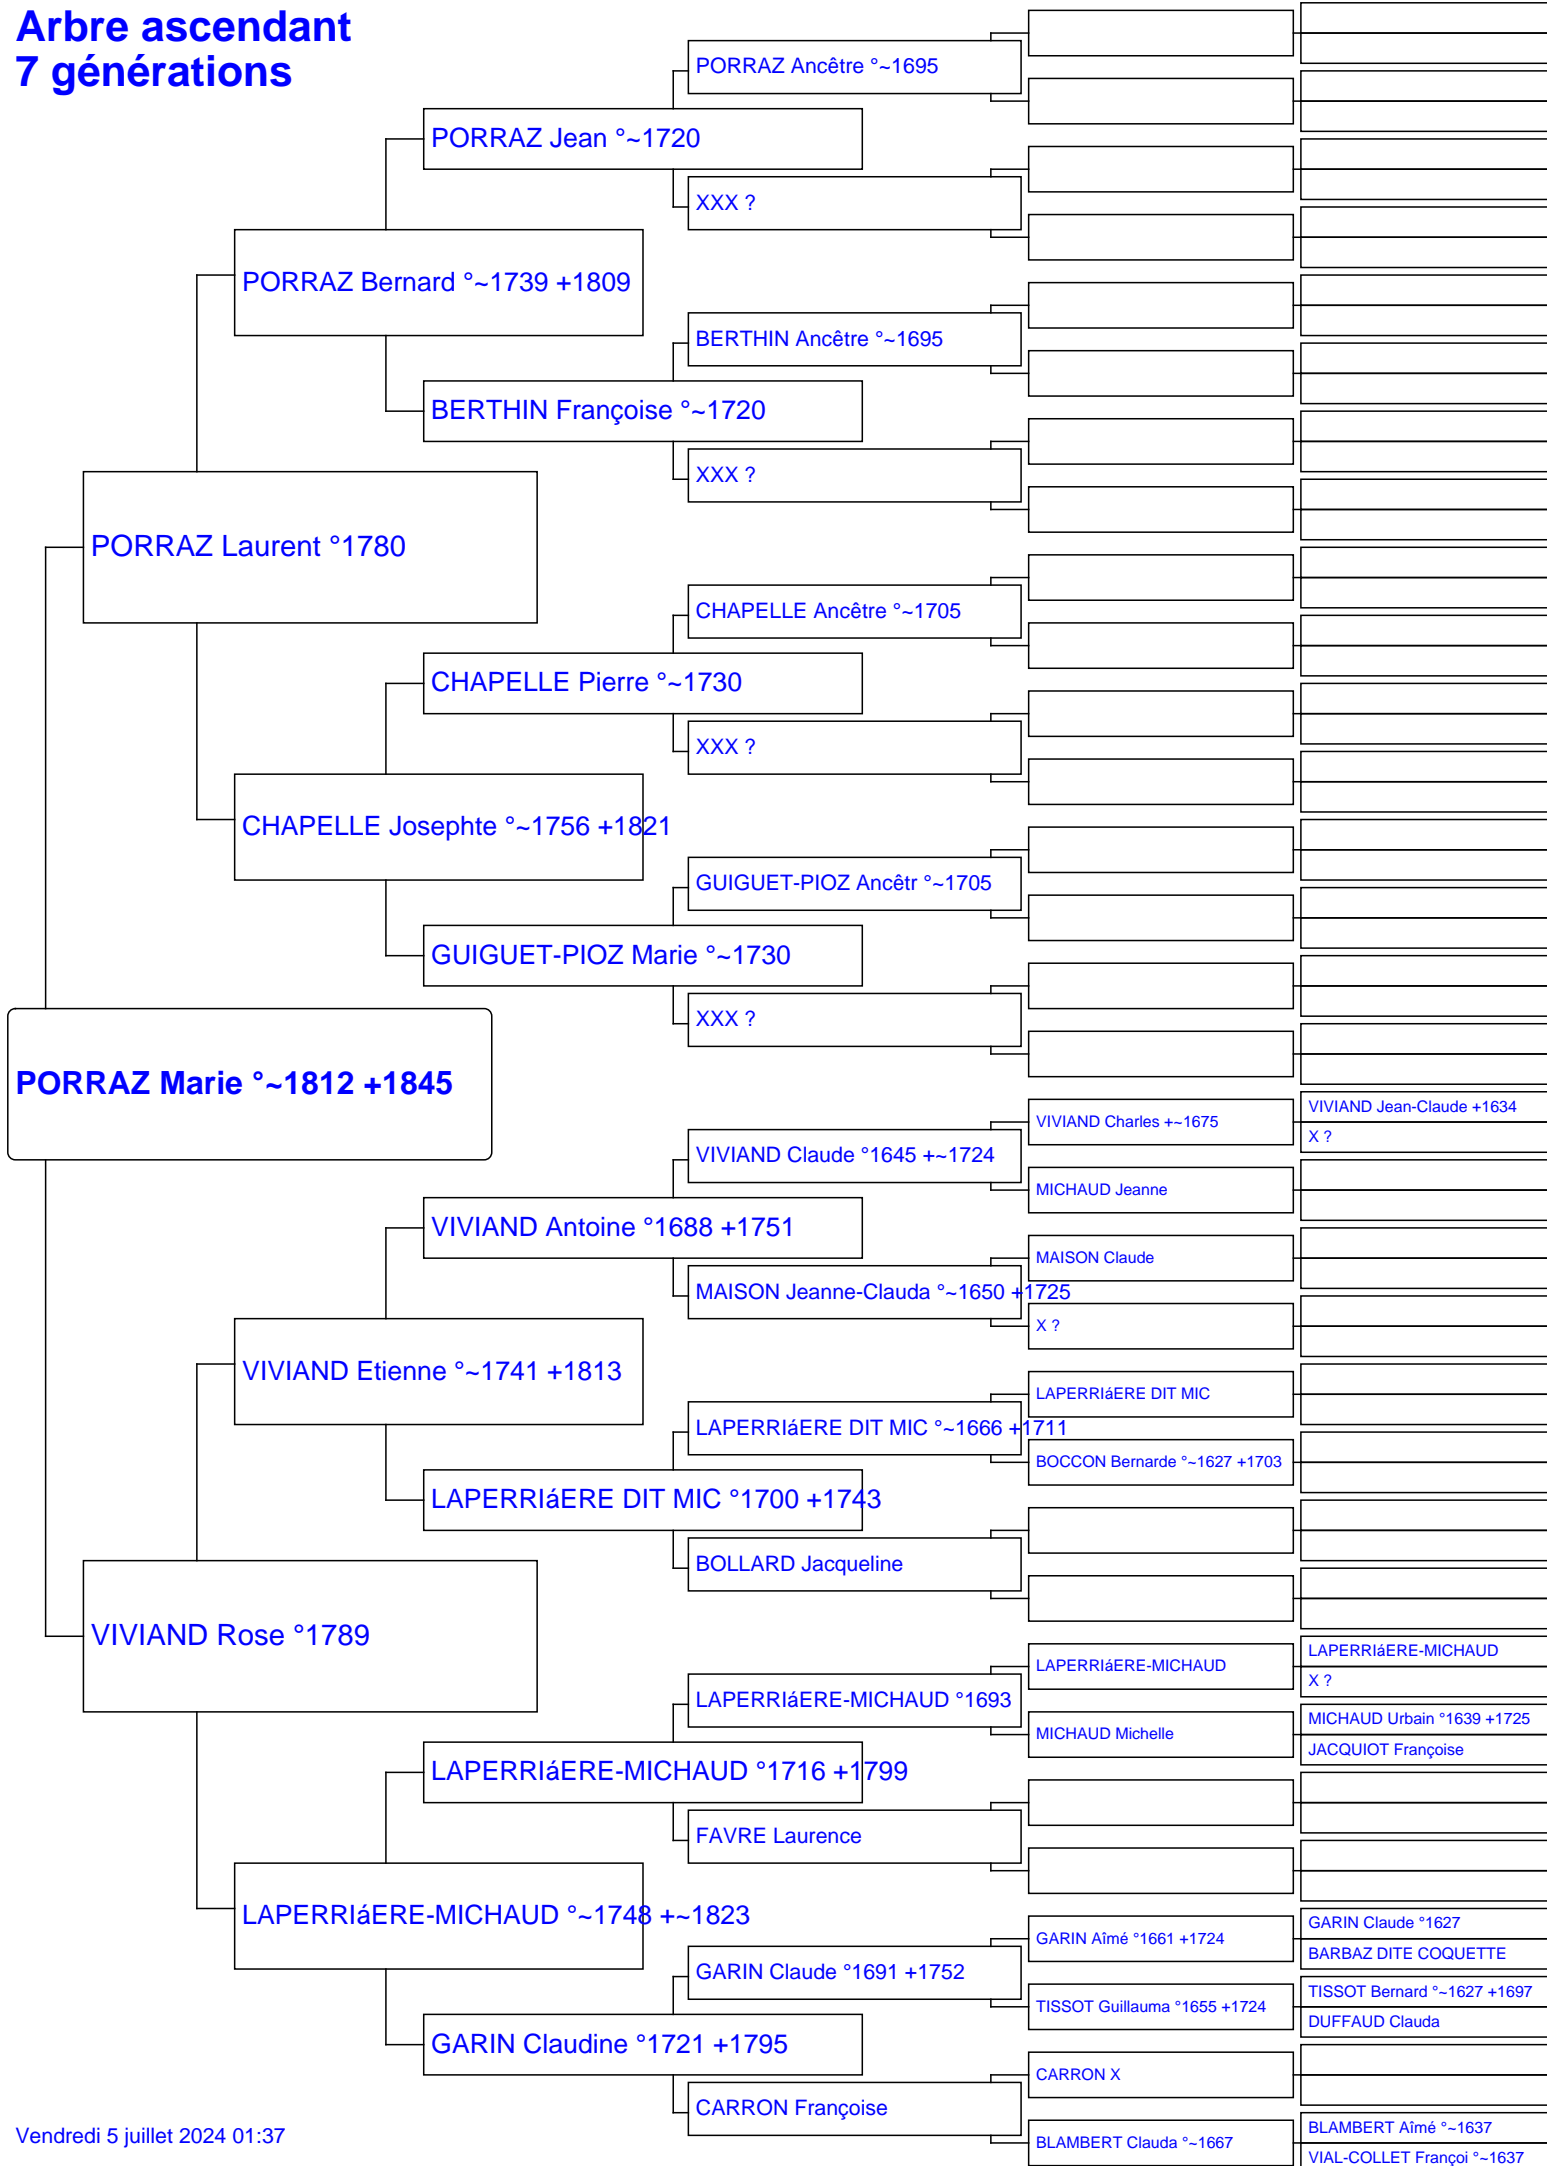 Arbre ascendant
7 générations
PORRAZ Ancêtre °~1695
PORRAZ Jean °~1720
XXX ?
PORRAZ Bernard °~1739 +1809
BERTHIN Ancêtre °~1695
BERTHIN Françoise °~1720
XXX ?
PORRAZ Laurent °1780
CHAPELLE Ancêtre °~1705
CHAPELLE Pierre °~1730
XXX ?
CHAPELLE Josephte °~1756 +1821
GUIGUET-PIOZ Ancêtr °~1705
GUIGUET-PIOZ Marie °~1730
XXX ?
PORRAZ Marie °~1812 +1845
VIVIAND Jean-Claude +1634
VIVIAND Charles +~1675
X ?
VIVIAND Claude °1645 +~1724
MICHAUD Jeanne
VIVIAND Antoine °1688 +1751
MAISON Claude
MAISON Jeanne-Clauda °~1650 +1725
X ?
VIVIAND Etienne °~1741 +1813
LAPERRIáERE DIT MIC
LAPERRIáERE DIT MIC °~1666 +1711
BOCCON Bernarde °~1627 +1703
LAPERRIáERE DIT MIC °1700 +1743
BOLLARD Jacqueline
VIVIAND Rose °1789
LAPERRIáERE-MICHAUD
LAPERRIáERE-MICHAUD
X ?
LAPERRIáERE-MICHAUD °1693
MICHAUD Urbain °1639 +1725
MICHAUD Michelle
JACQUIOT Françoise
LAPERRIáERE-MICHAUD °1716 +1799
FAVRE Laurence
LAPERRIáERE-MICHAUD °~1748 +~1823
GARIN Claude °1627
GARIN Aîmé °1661 +1724
BARBAZ DITE COQUETTE
GARIN Claude °1691 +1752
TISSOT Bernard °~1627 +1697
TISSOT Guillauma °1655 +1724
DUFFAUD Clauda
GARIN Claudine °1721 +1795
CARRON X
CARRON Françoise
BLAMBERT Aîmé °~1637
BLAMBERT Clauda °~1667
VIAL-COLLET Françoi °~1637
Vendredi 5 juillet 2024 01:37